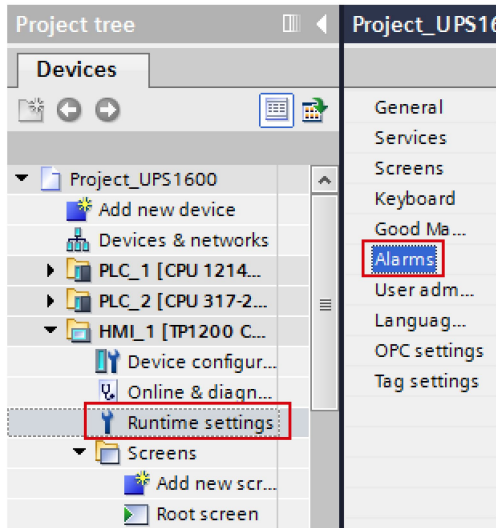 Project tree
Devices
Project_UPS1600
Add new device
Devices & networks
PLC_1 [CPU 1214...
PLC_2 [CPU 317-2...
HMI_1 [TP1200 C...
Device configur...
Online & diagn...
Runtime settings
Screens
Add new scr...
Root screen
Project_UPS16
General
Services
Screens
Keyboard
Good Ma...
Alarms
User adm...
Languag...
OPC settings
Tag settings